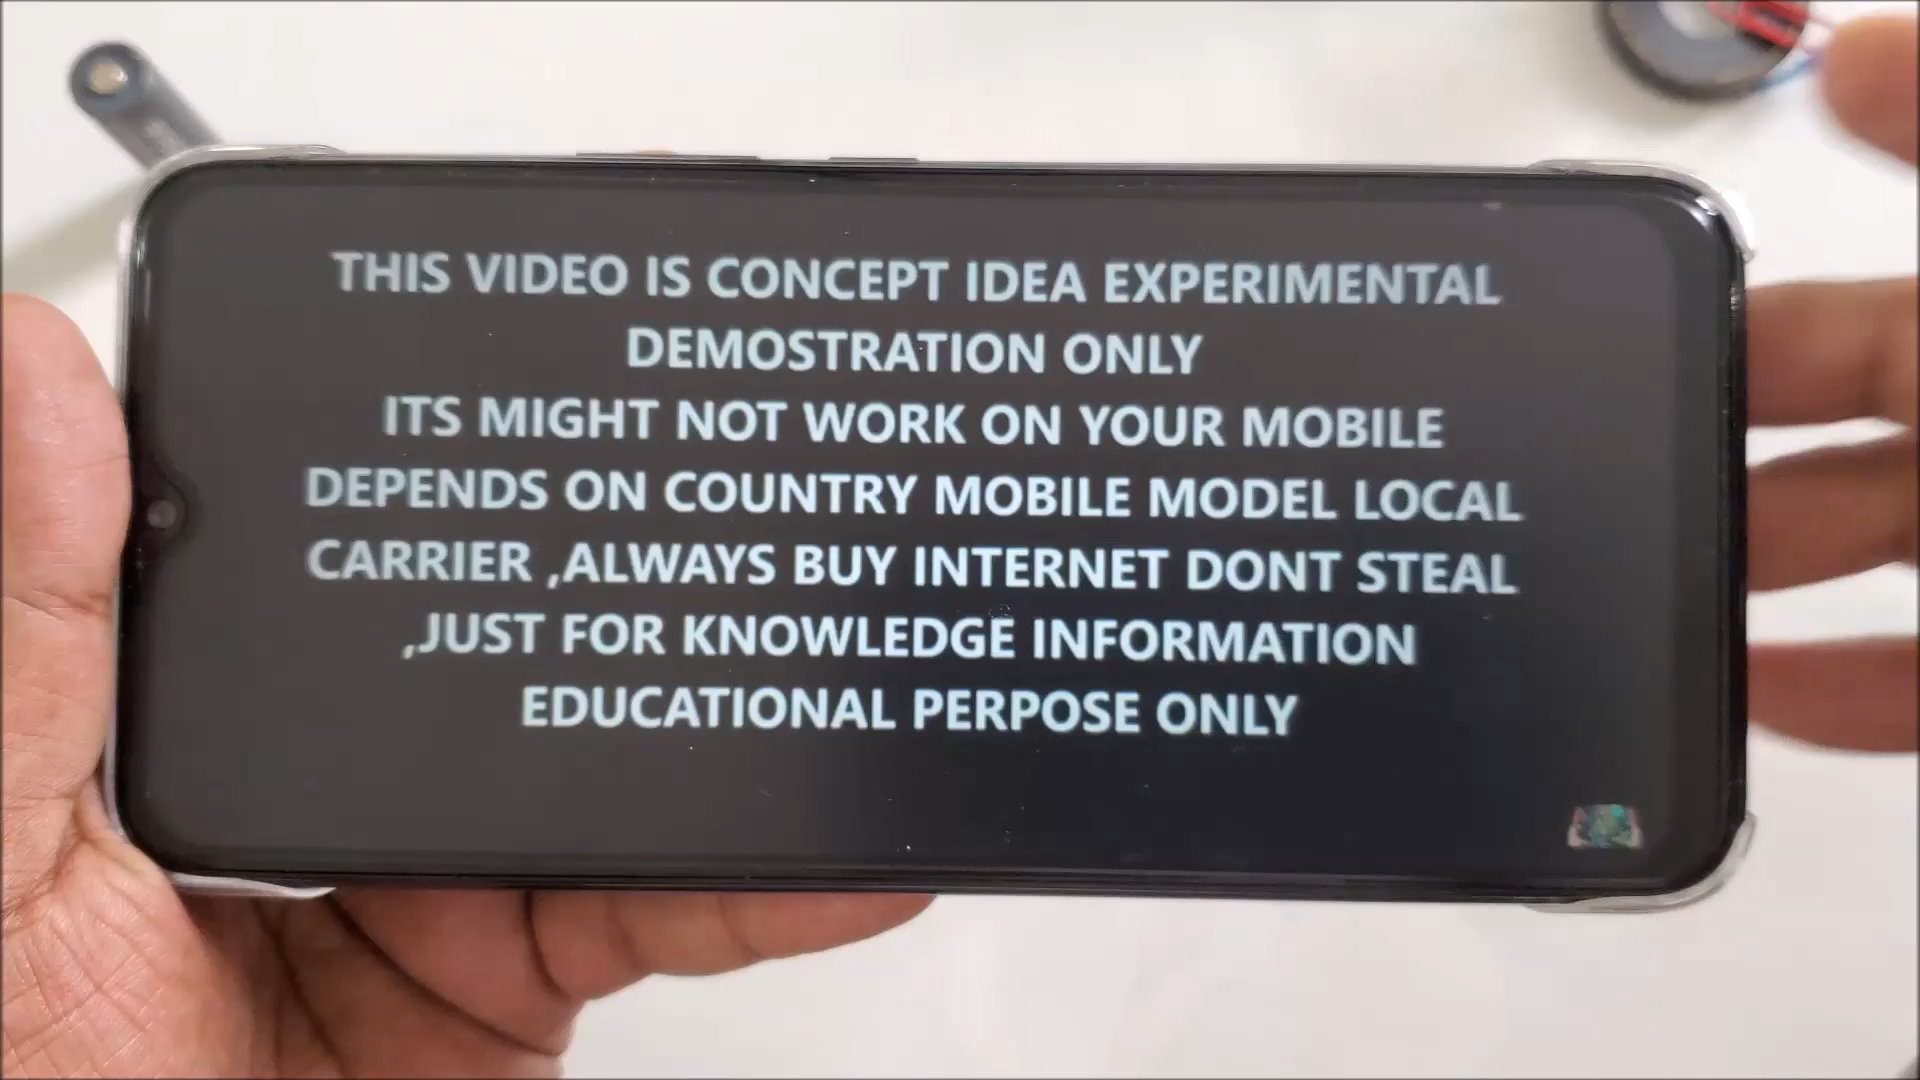 THIS VIDEO IS CONCEPT IDEA EXPERIMENTAL
DEMOSTRATION ONLY
ITS MIGHT NOT WORK ON YOUR MOBILE
DEPENDS ON COUNTRY MOBILE MODEL LOCAL
CARRIER ,ALWAYS BUY INTERNET DONT STEAL
,JUST FOR KNOWLEDGE INFORMATION
EDUCATIONAL PERPOSE ONLY